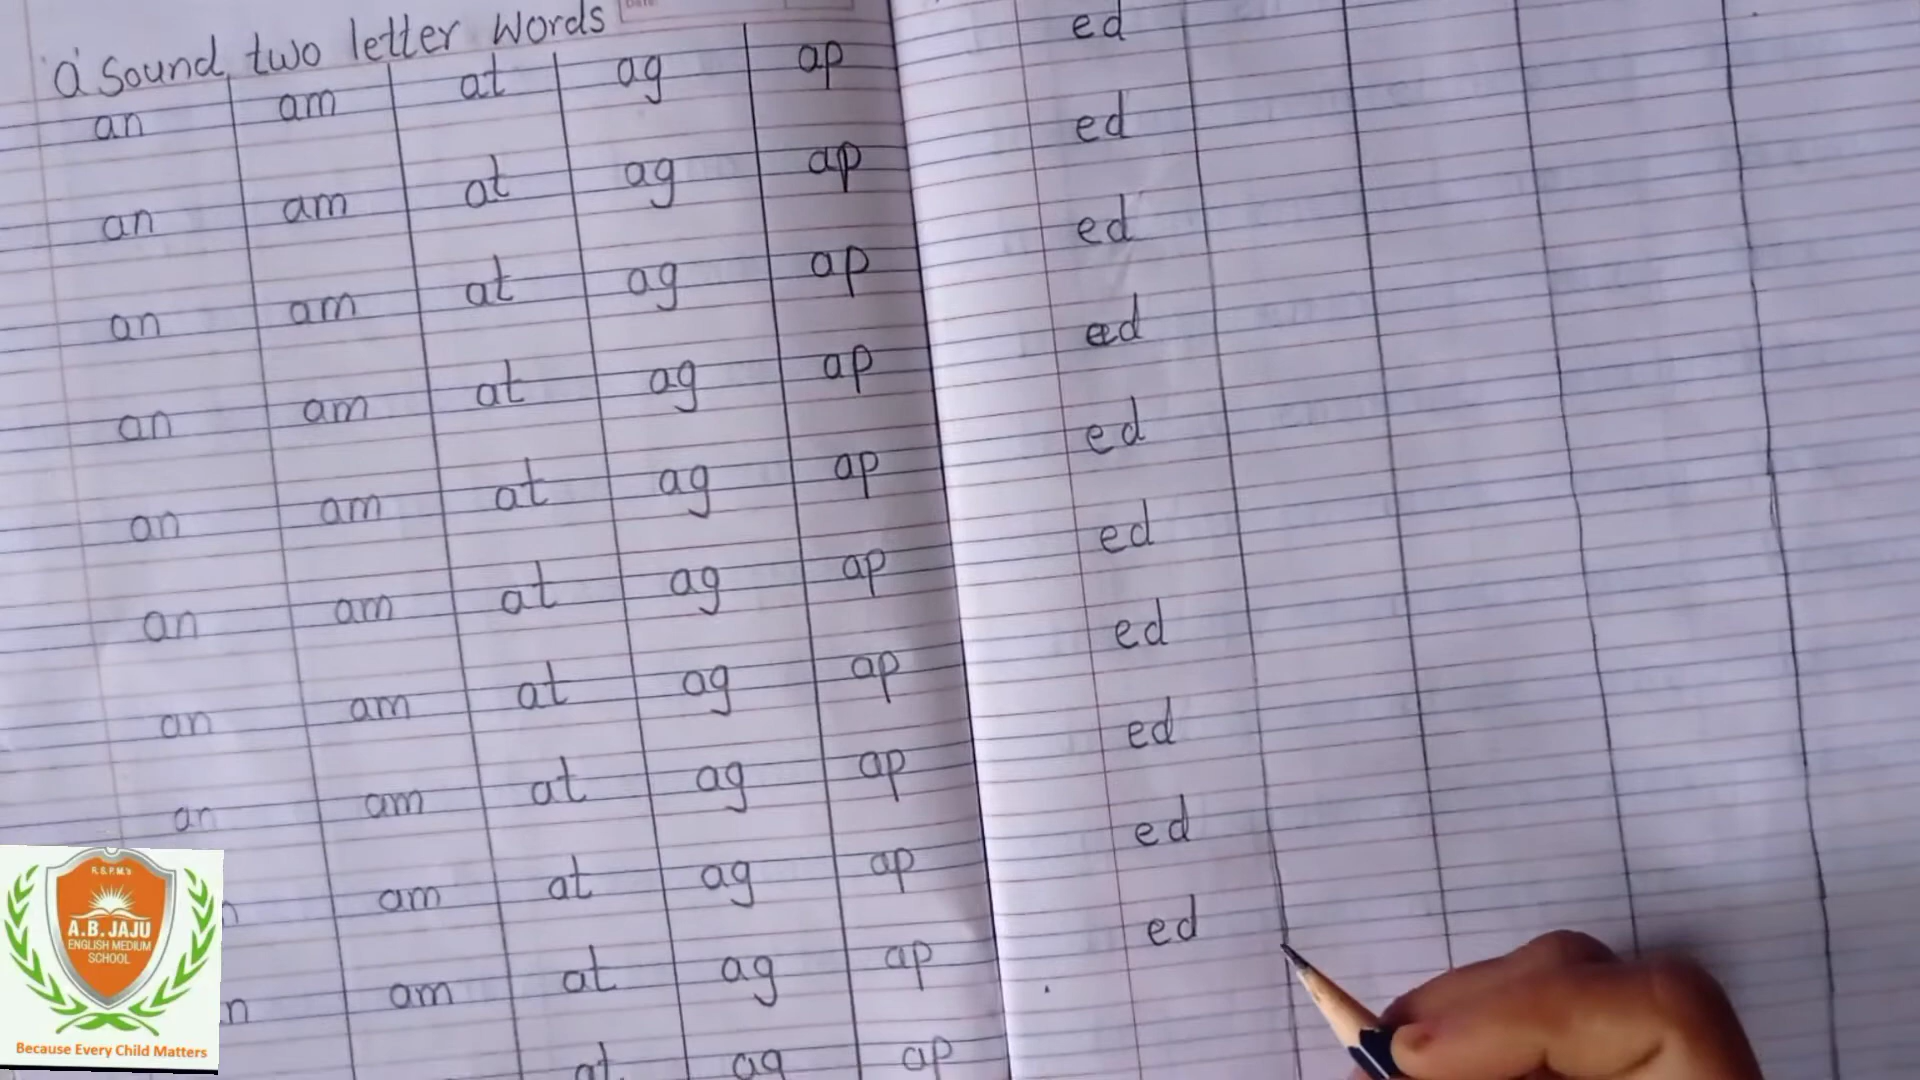 'a' sound two letter words
Date
an am at ag ap
an am at ag ap
an am at ag ap
an am at ag ap
an am at ag ap
an am at ag ap
an am at ag ap
an am at ag ap
n am at ag ap
n am at ag ap
at ag ap
ed
ed
ed
ed
ed
ed
ed
ed
ed
ed
R.S.P.M.'s
A.B. JAJU
ENGLISH MEDIUM
SCHOOL
Because Every Child Matters